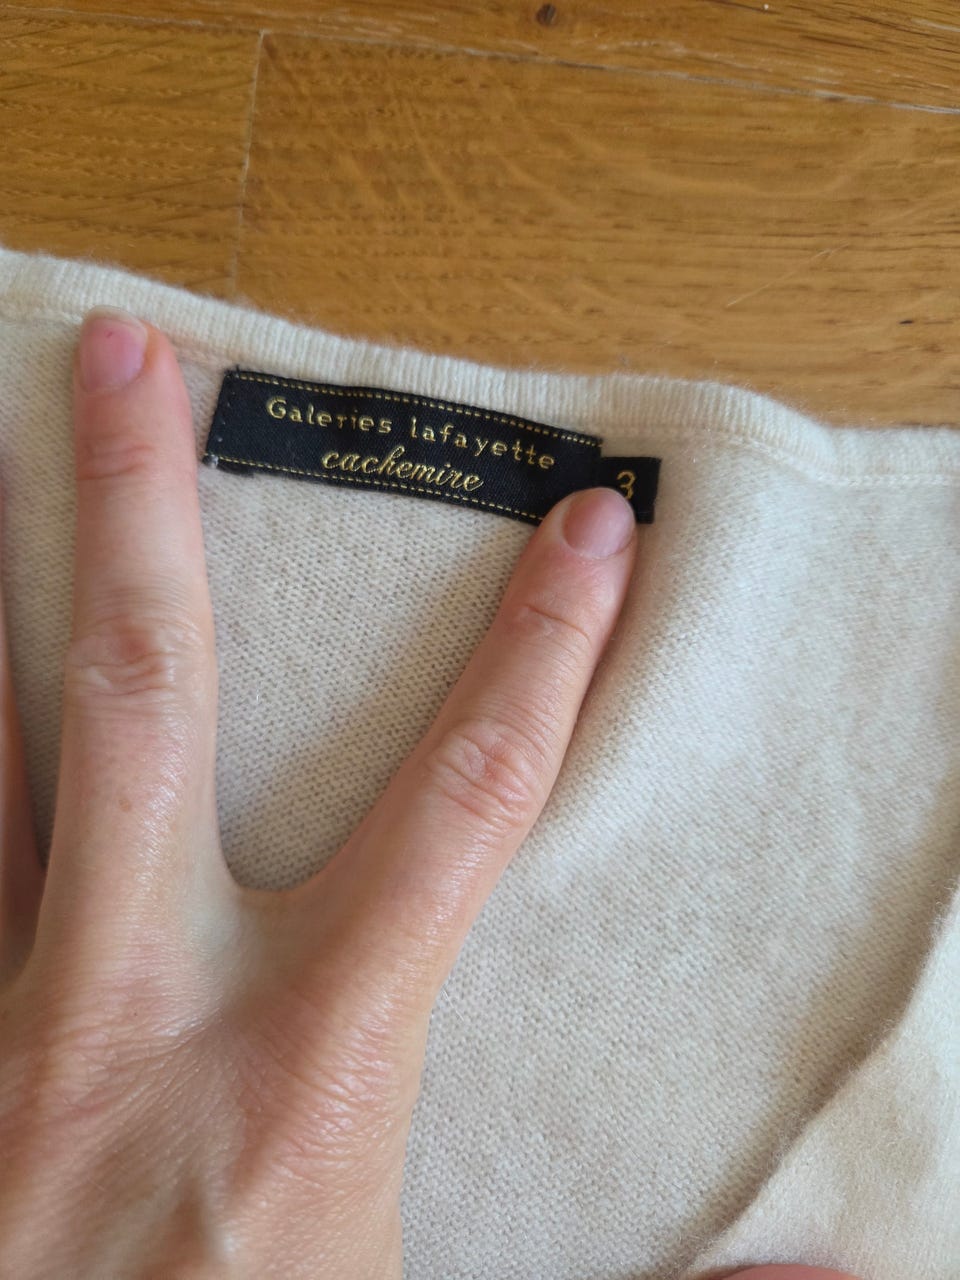 Galeries lafayette
cachemire
3